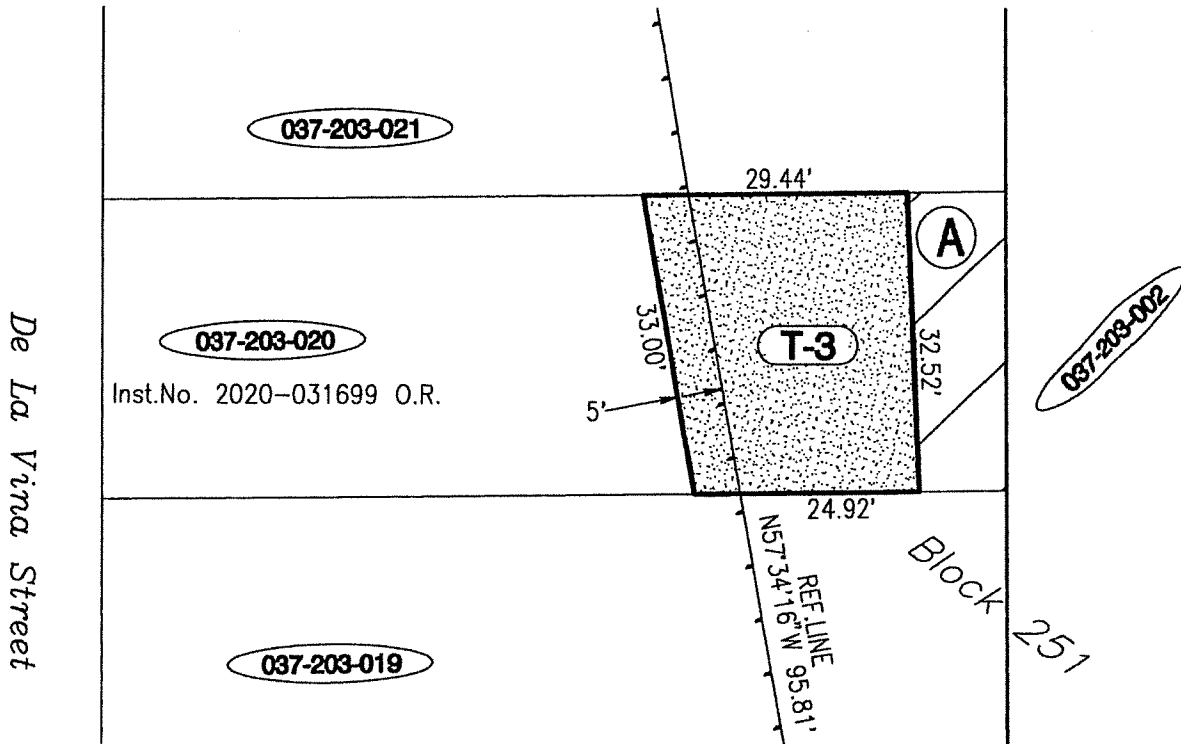 037-203-021
29.44'
A
De La Vina Street
037-203-020
Inst.No. 2020-031699 O.R.
33.00'
T-3
32.52'
037-203-002
5'
24.92'
REF.LINE
N57°34'16"W 95.81'
Block 251
037-203-019